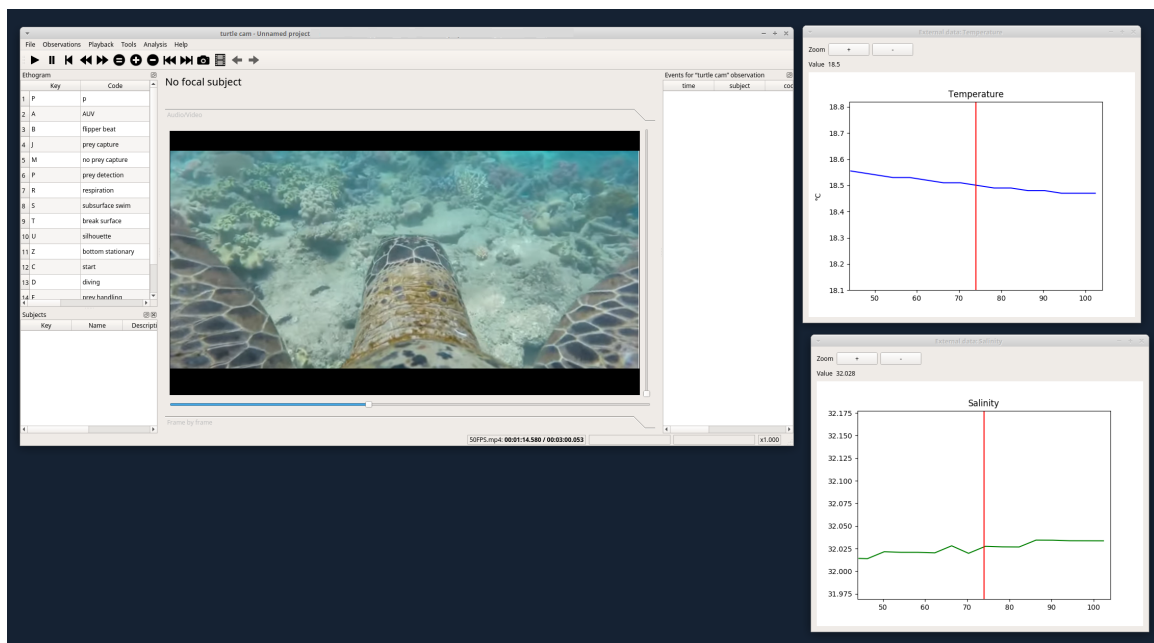 turtle cam - Unnamed project
File Observations Playback Tools Analysis Help
Ethogram
Key Code
1 P p
2 A AUV
3 B flipper beat
4 J prey capture
5 M no prey capture
6 P prey detection
7 R respiration
8 S subsurface swim
9 T break surface
10 U silhouette
11 Z bottom stationary
12 C start
13 D diving
14 prey handling
Subjects
Key Name Descripti
No focal subject
Audio/Video
Frame by frame
Events for "turtle cam" observation
time subject coc
50FPS.mp4: 00:01:14.580 / 00:03:00.053
x1.000
External data: Temperature
Zoom + -
Value 18.5
Temperature
18.8
18.7
18.6
18.5
18.4
18.3
18.2
18.1
°C
50 60 70 80 90 100
External data: Salinity
Zoom + -
Value 32.028
Salinity
32.175
32.150
32.125
32.100
32.075
32.050
32.025
32.000
31.975
50 60 70 80 90 100